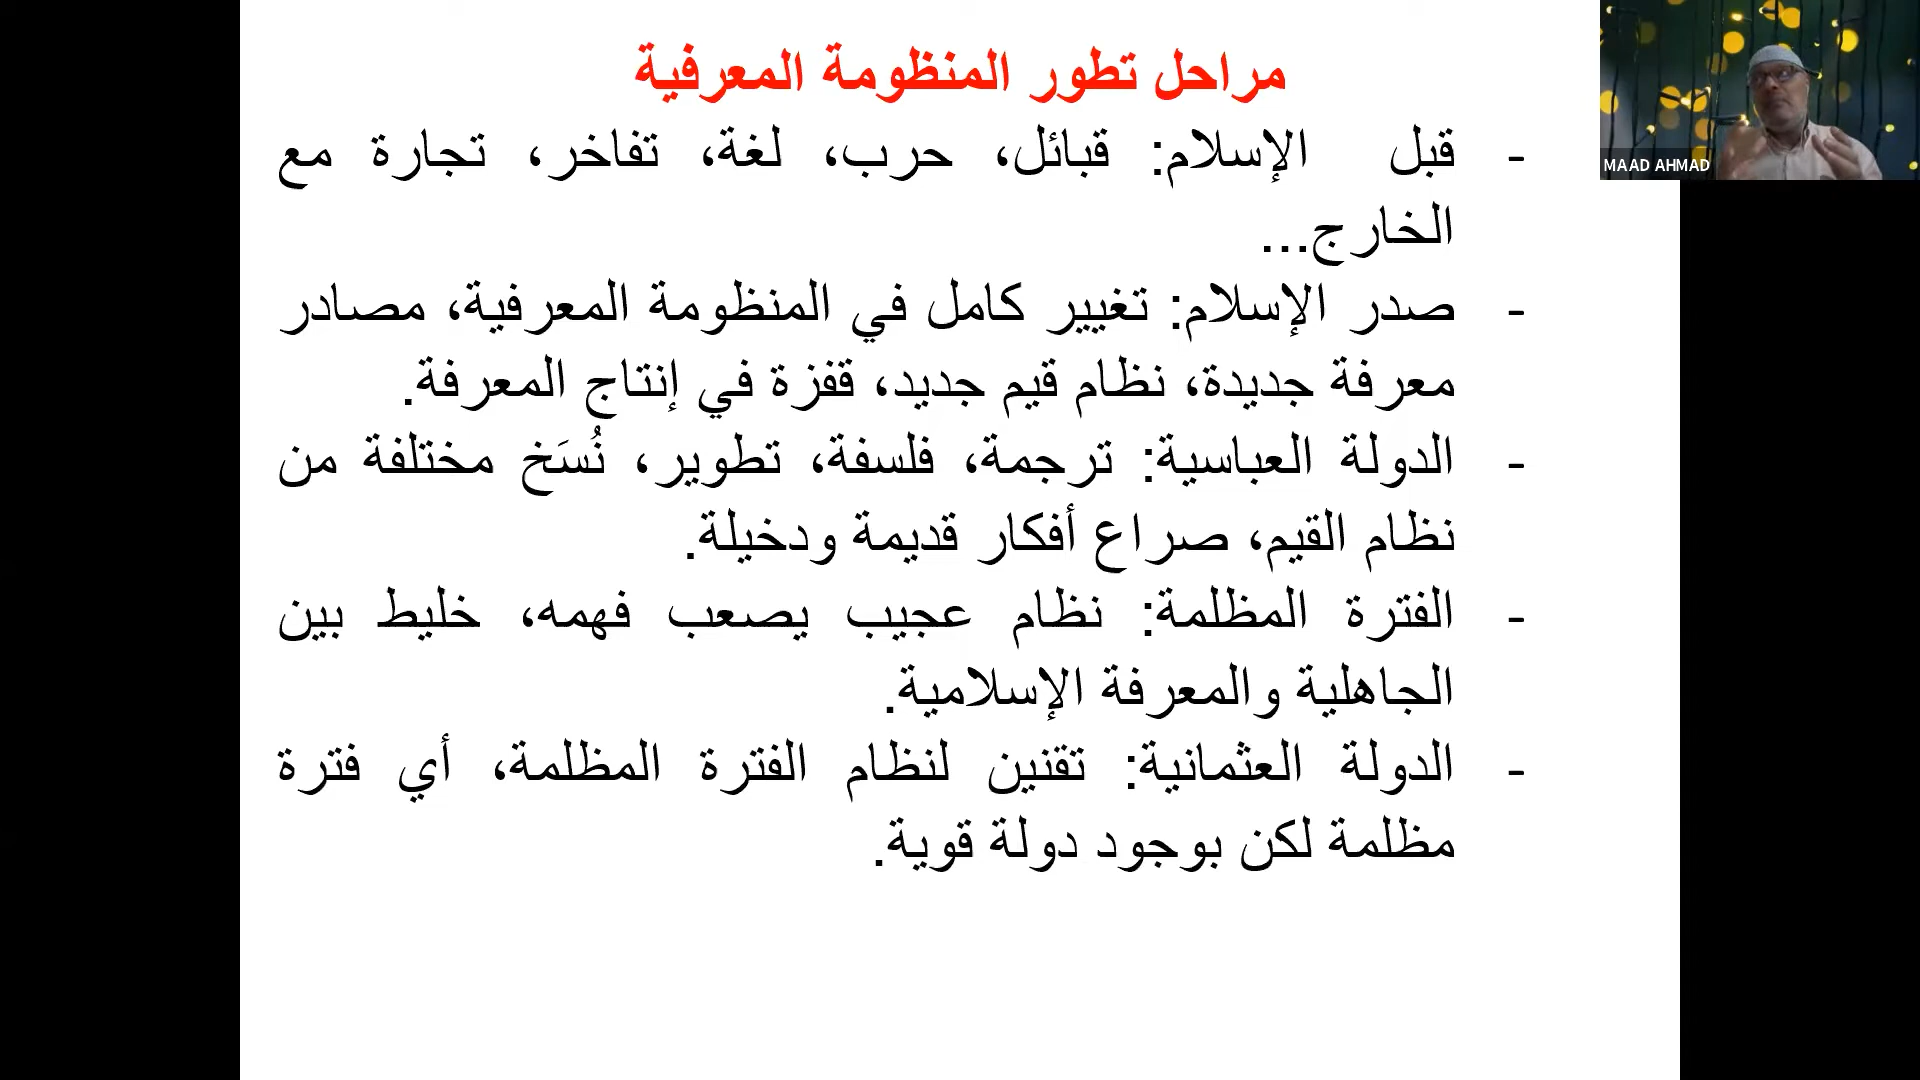 مراحل تطور المنظومة المعرفية
- قبل الإسلام: قبائل، حرب، لغة، تفاخر، تجارة مع
الخارج...
- صدر الإسلام: تغيير كامل في المنظومة المعرفية، مصادر
معرفة جديدة، نظام قيم جديد، قفزة في إنتاج المعرفة.
- الدولة العباسية: ترجمة، فلسفة، تطوير، نُسَخ مختلفة من
نظام القيم، صراع أفكار قديمة ودخيلة.
- الفترة المظلمة: نظام عجيب يصعب فهمه، خليط بين
الجاهلية والمعرفة الإسلامية.
- الدولة العثمانية: تقنين لنظام الفترة المظلمة، أي فترة
مظلمة لكن بوجود دولة قوية.
MAAD AHMAD